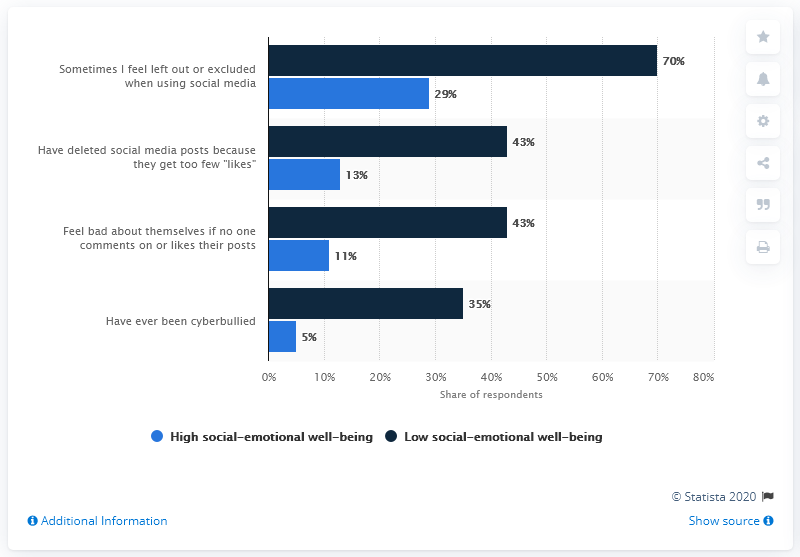 Sometimes I feel left out or excluded
when using social media
70%
29%
Have deleted social media posts because
they get too few "likes"
43%
13%
Feel bad about themselves if no one
comments on or likes their posts
43%
11%
Have ever been cyberbullied
35%
5%
0% 10% 20% 30% 40% 50% 60% 70% 80%
Share of respondents
High social-emotional well-being Low social-emotional well-being
© Statista 2020
Additional Information Show source